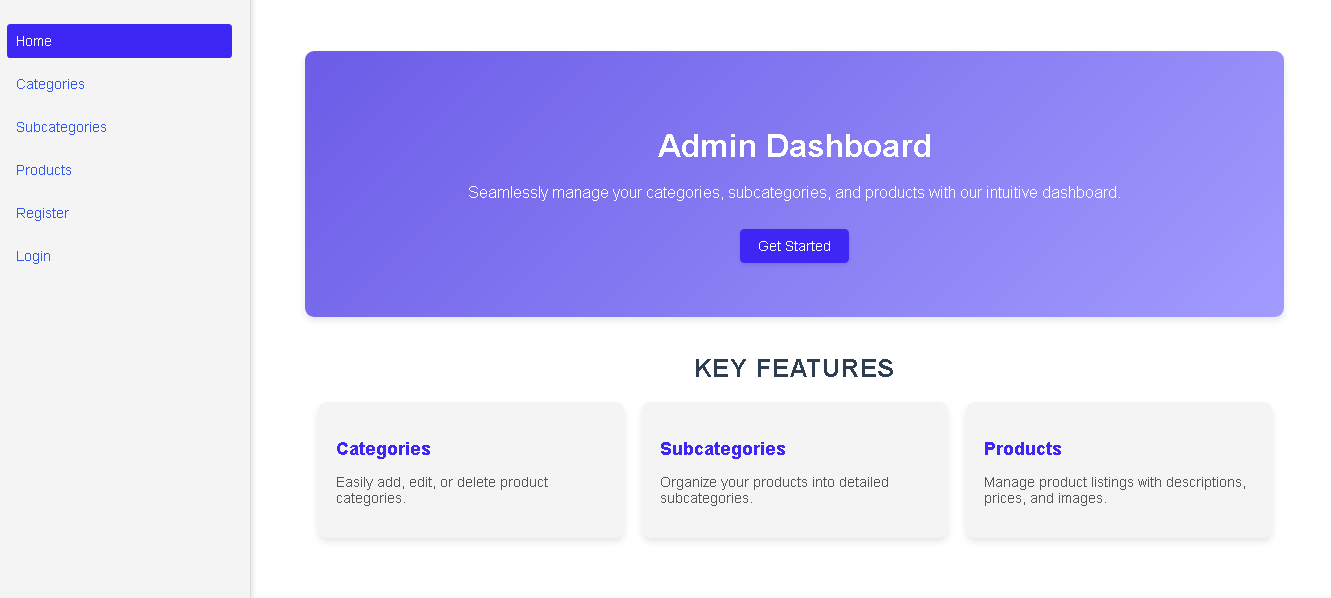 Home
Categories
Subcategories
Products
Register
Login
Admin Dashboard
Seamlessly manage your categories, subcategories, and products with our intuitive dashboard.
Get Started
KEY FEATURES
Categories
Easily add, edit, or delete product
categories.
Subcategories
Organize your products into detailed
subcategories.
Products
Manage product listings with descriptions,
prices, and images.